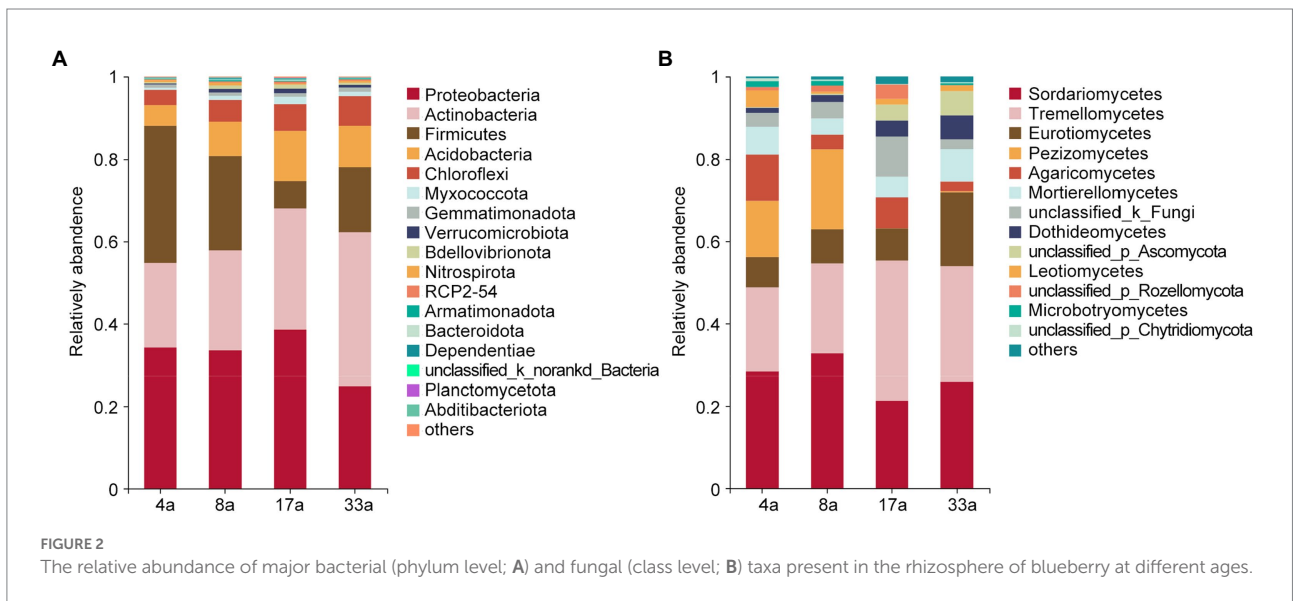 A
Relatively abandence
1
0.8
0.6
0.4
0.2
0
4a
8a
17a
33a
Proteobacteria
Actinobacteria
Firmicutes
Acidobacteria
Chloroflexi
Myxococcota
Gemmatimonadota
Verrucomicrobiota
Bdellovibrionota
Nitrospirota
RCP2-54
Armatimonadota
Bacteroidota
Dependentiae
unclassified_k_norankd_Bacteria
Planctomycetota
Abditibacteriota
others
B
Relatively abandence
1
0.8
0.6
0.4
0.2
0
4a
8a
17a
33a
Sordariomycetes
Tremellomycetes
Eurotiomycetes
Pezizomycetes
Agaricomycetes
Mortierellomycetes
unclassified_k_Fungi
Dothideomycetes
unclassified_p_Ascomycota
Leotiomycetes
unclassified_p_Rozellomycota
Microbotryomycetes
unclassified_p_Chytridiomycota
others
FIGURE 2
The relative abundance of major bacterial (phylum level; A) and fungal (class level; B) taxa present in the rhizosphere of blueberry at different ages.